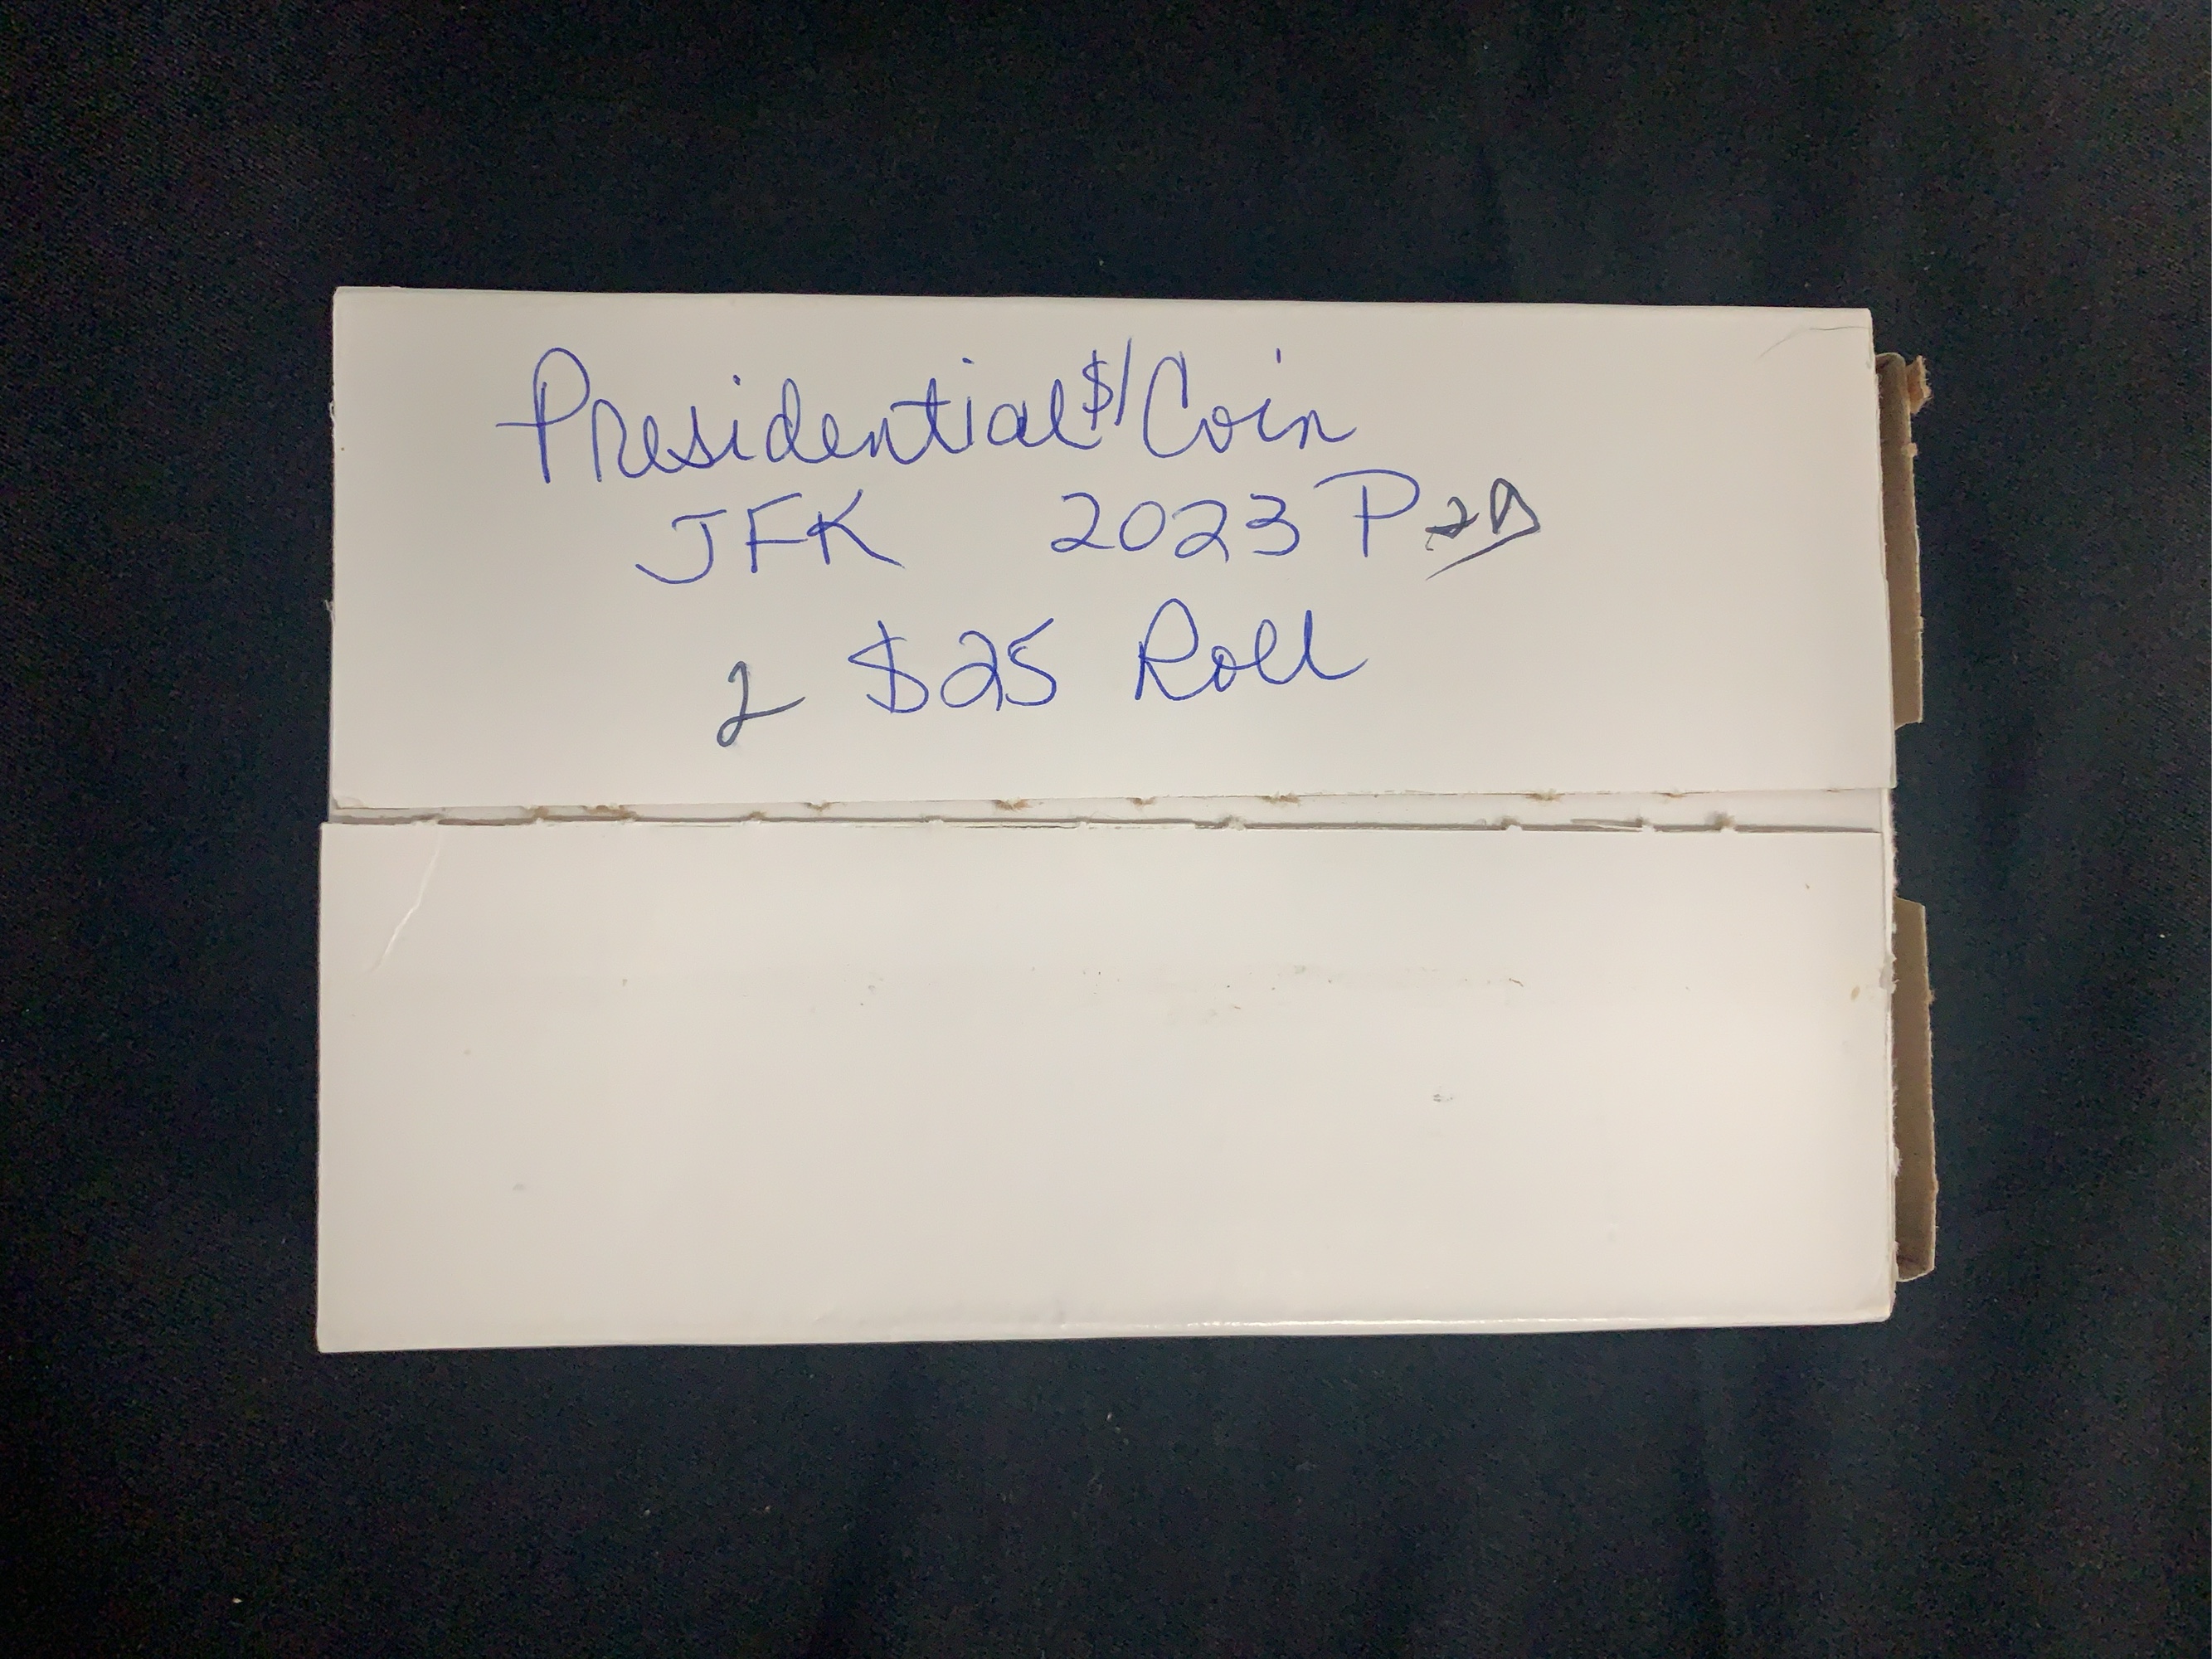 Presidential $1 Coin
JFK 2023 P
2 $25 Roll